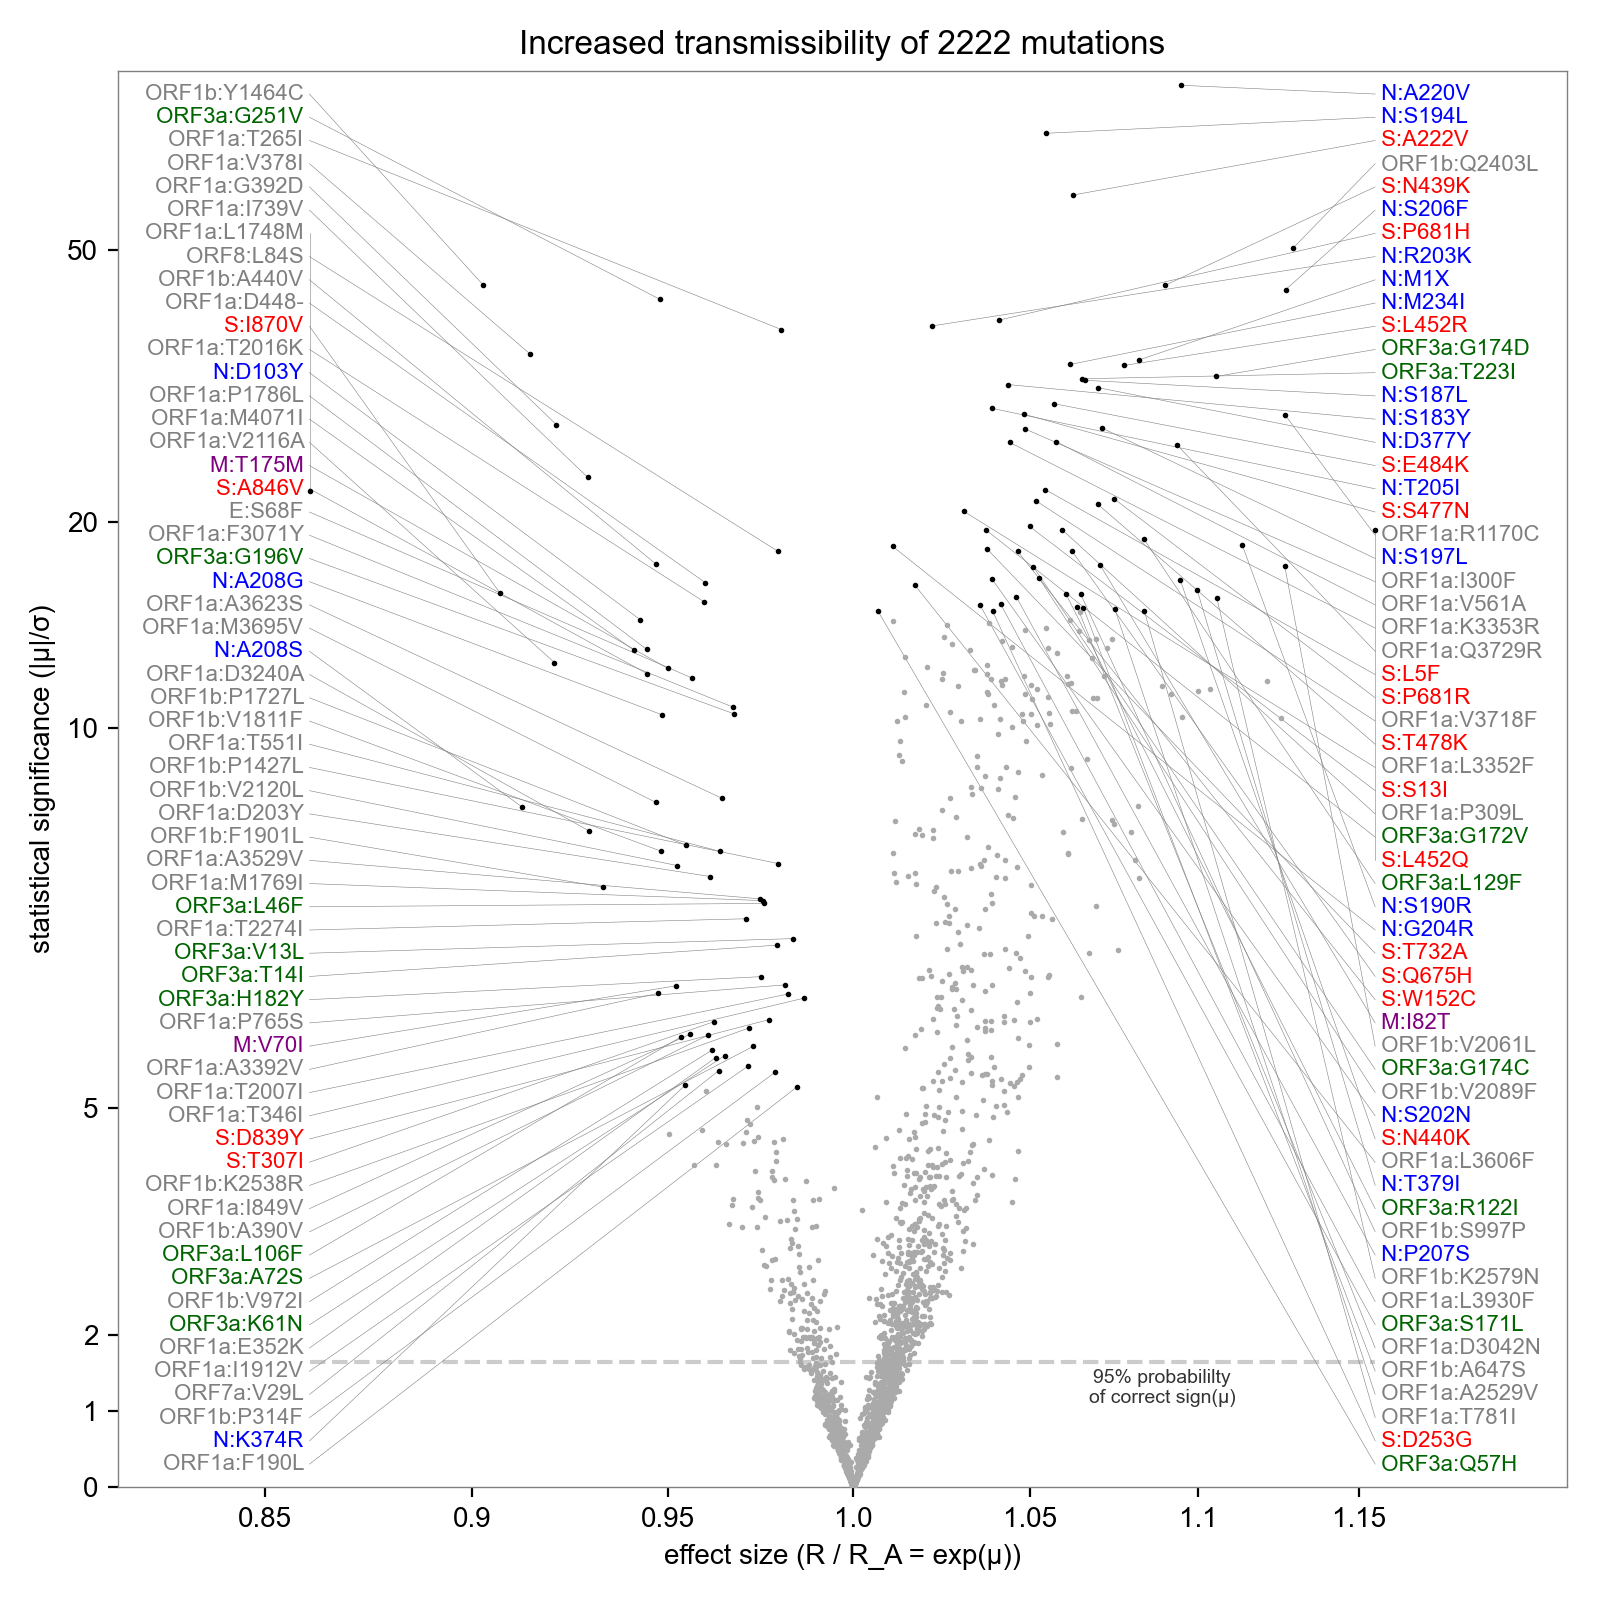 Increased transmissibility of 2222 mutations
statistical significance (|μ|/σ)
50
20
10
5
2
1
0
ORF1b:Y1464C
ORF3a:G251V
ORF1a:T265I
ORF1a:V378I
ORF1a:G392D
ORF1a:I739V
ORF1a:L1748M
ORF8:L84S
ORF1b:A440V
ORF1a:D448-
S:I870V
ORF1a:T2016K
N:D103Y
ORF1a:P1786L
ORF1a:M4071I
ORF1a:V2116A
M:T175M
S:A846V
E:S68F
ORF1a:F3071Y
ORF3a:G196V
N:A208G
ORF1a:A3623S
ORF1a:M3695V
N:A208S
ORF1a:D3240A
ORF1b:P1727L
ORF1b:V1811F
ORF1a:T551I
ORF1b:P1427L
ORF1b:V2120L
ORF1a:D203Y
ORF1b:F1901L
ORF1a:A3529V
ORF1a:M1769I
ORF3a:L46F
ORF1a:T2274I
ORF3a:V13L
ORF3a:T14I
ORF3a:H182Y
ORF1a:P765S
M:V70I
ORF1a:A3392V
ORF1a:T2007I
ORF1a:T346I
S:D839Y
S:T307I
ORF1b:K2538R
ORF1a:I849V
ORF1b:A390V
ORF3a:L106F
ORF3a:A72S
ORF1b:V972I
ORF3a:K61N
ORF1a:E352K
ORF1a:I1912V
ORF7a:V29L
ORF1b:P314F
N:K374R
ORF1a:F190L
N:A220V
N:S194L
S:A222V
ORF1b:Q2403L
S:N439K
N:S206F
S:P681H
N:R203K
N:M1X
N:M234I
S:L452R
ORF3a:G174D
ORF3a:T223I
N:S187L
N:S183Y
N:D377Y
S:E484K
N:T205I
S:S477N
ORF1a:R1170C
N:S197L
ORF1a:I300F
ORF1a:V561A
ORF1a:K3353R
ORF1a:Q3729R
S:L5F
S:P681R
ORF1a:V3718F
S:T478K
ORF1a:L3352F
S:S13I
ORF1a:P309L
ORF3a:G172V
S:L452Q
ORF3a:L129F
N:S190R
N:G204R
S:T732A
S:Q675H
S:W152C
M:I82T
ORF1b:V2061L
ORF3a:G174C
ORF1b:V2089F
N:S202N
S:N440K
ORF1a:L3606F
N:T379I
ORF3a:R122I
ORF1b:S997P
N:P207S
ORF1b:K2579N
ORF1a:L3930F
ORF3a:S171L
ORF1a:D3042N
ORF1b:A647S
ORF1a:A2529V
ORF1a:T781I
S:D253G
ORF3a:Q57H
95% probabililty
of correct sign(μ)
0.85
0.9
0.95
1.0
1.05
1.1
1.15
effect size (R / R_A = exp(μ))